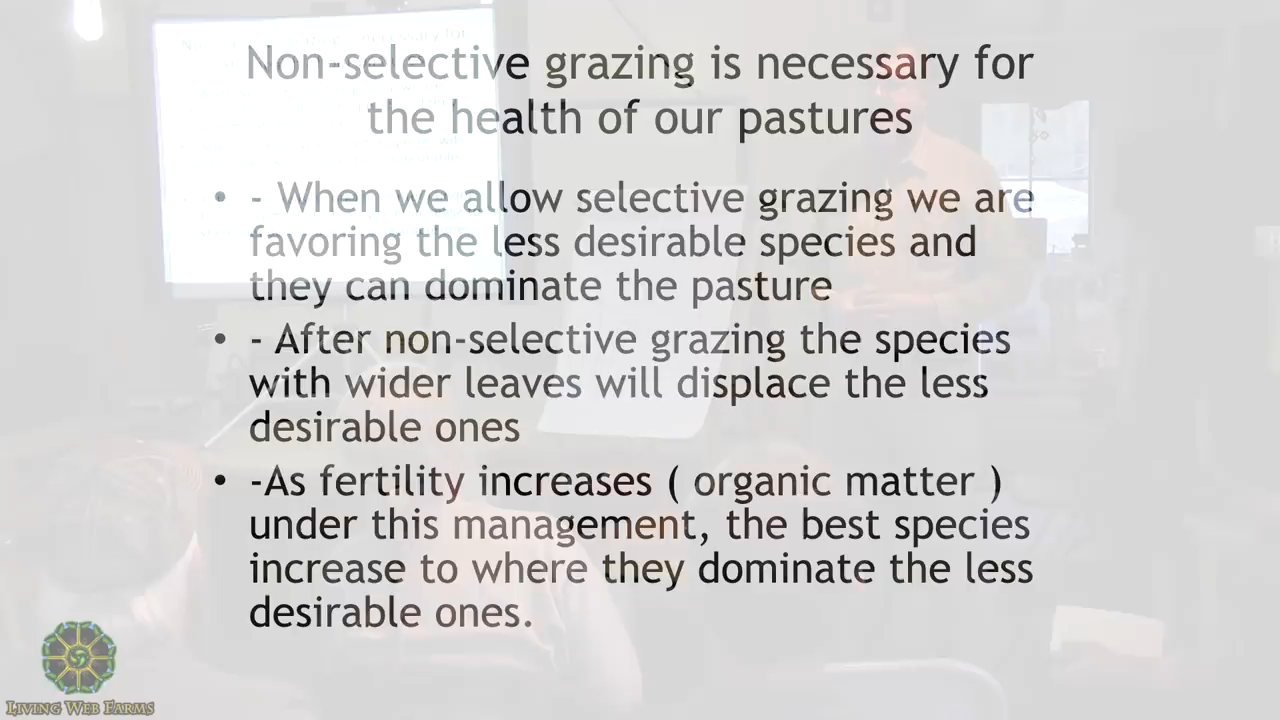 Non-selective grazing is necessary for
the health of our pastures
• - When we allow selective grazing we are
favoring the less desirable species and
they can dominate the pasture
• - After non-selective grazing the species
with wider leaves will displace the less
desirable ones
• -As fertility increases ( organic matter )
under this management, the best species
increase to where they dominate the less
desirable ones.
LIVING WEB FARMS